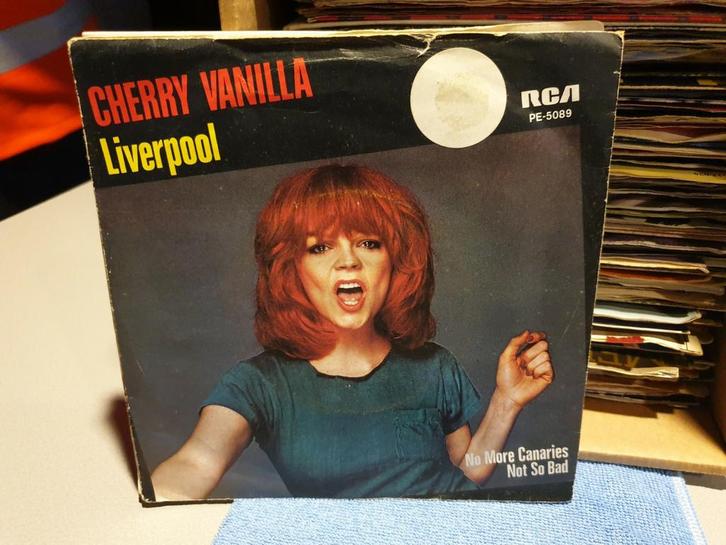 CHERRY VANILLA
Liverpool
RCA
PE-5089
No More Canaries
Not So Bad